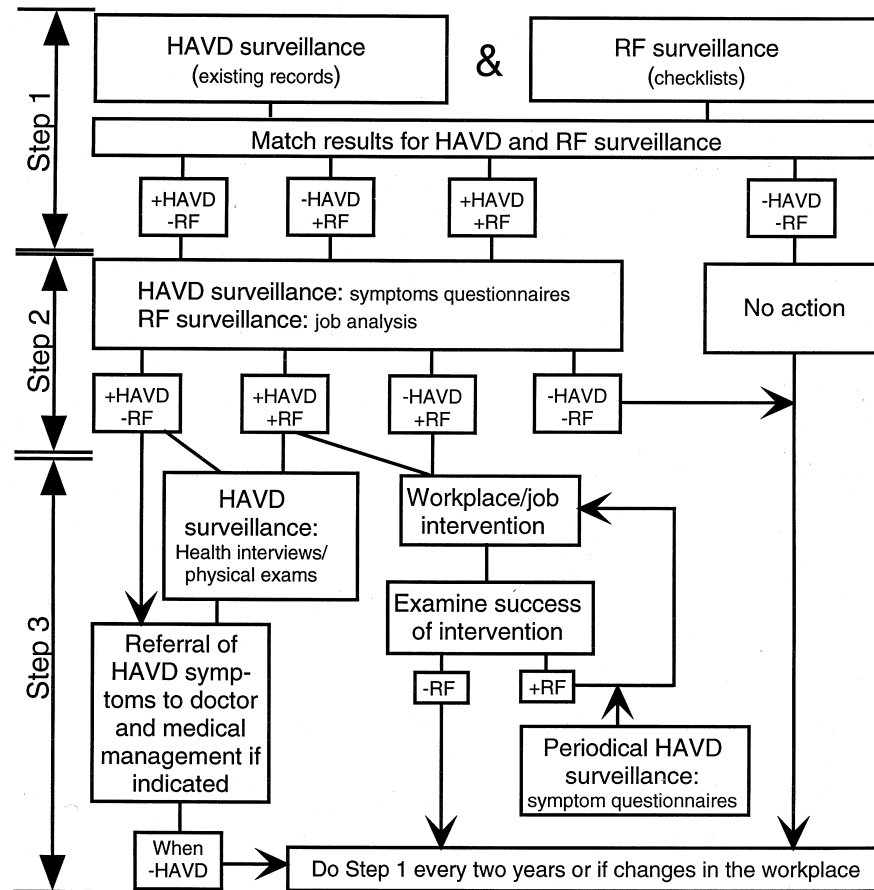 Step 1
HAVD surveillance
(existing records)
&
RF surveillance
(checklists)
Match results for HAVD and RF surveillance
+HAVD
-RF
-HAVD
+RF
+HAVD
+RF
-HAVD
-RF
Step 2
HAVD surveillance: symptoms questionnaires
RF surveillance: job analysis
No action
+HAVD
-RF
+HAVD
+RF
-HAVD
+RF
-HAVD
-RF
Step 3
HAVD
surveillance:
Health interviews/
physical exams
Workplace/job
intervention
Examine success
of intervention
-RF
+RF
Referral of
HAVD symp-
toms to doctor
and medical
management if
indicated
Periodical HAVD
surveillance:
symptom questionnaires
When
-HAVD
Do Step 1 every two years or if changes in the workplace